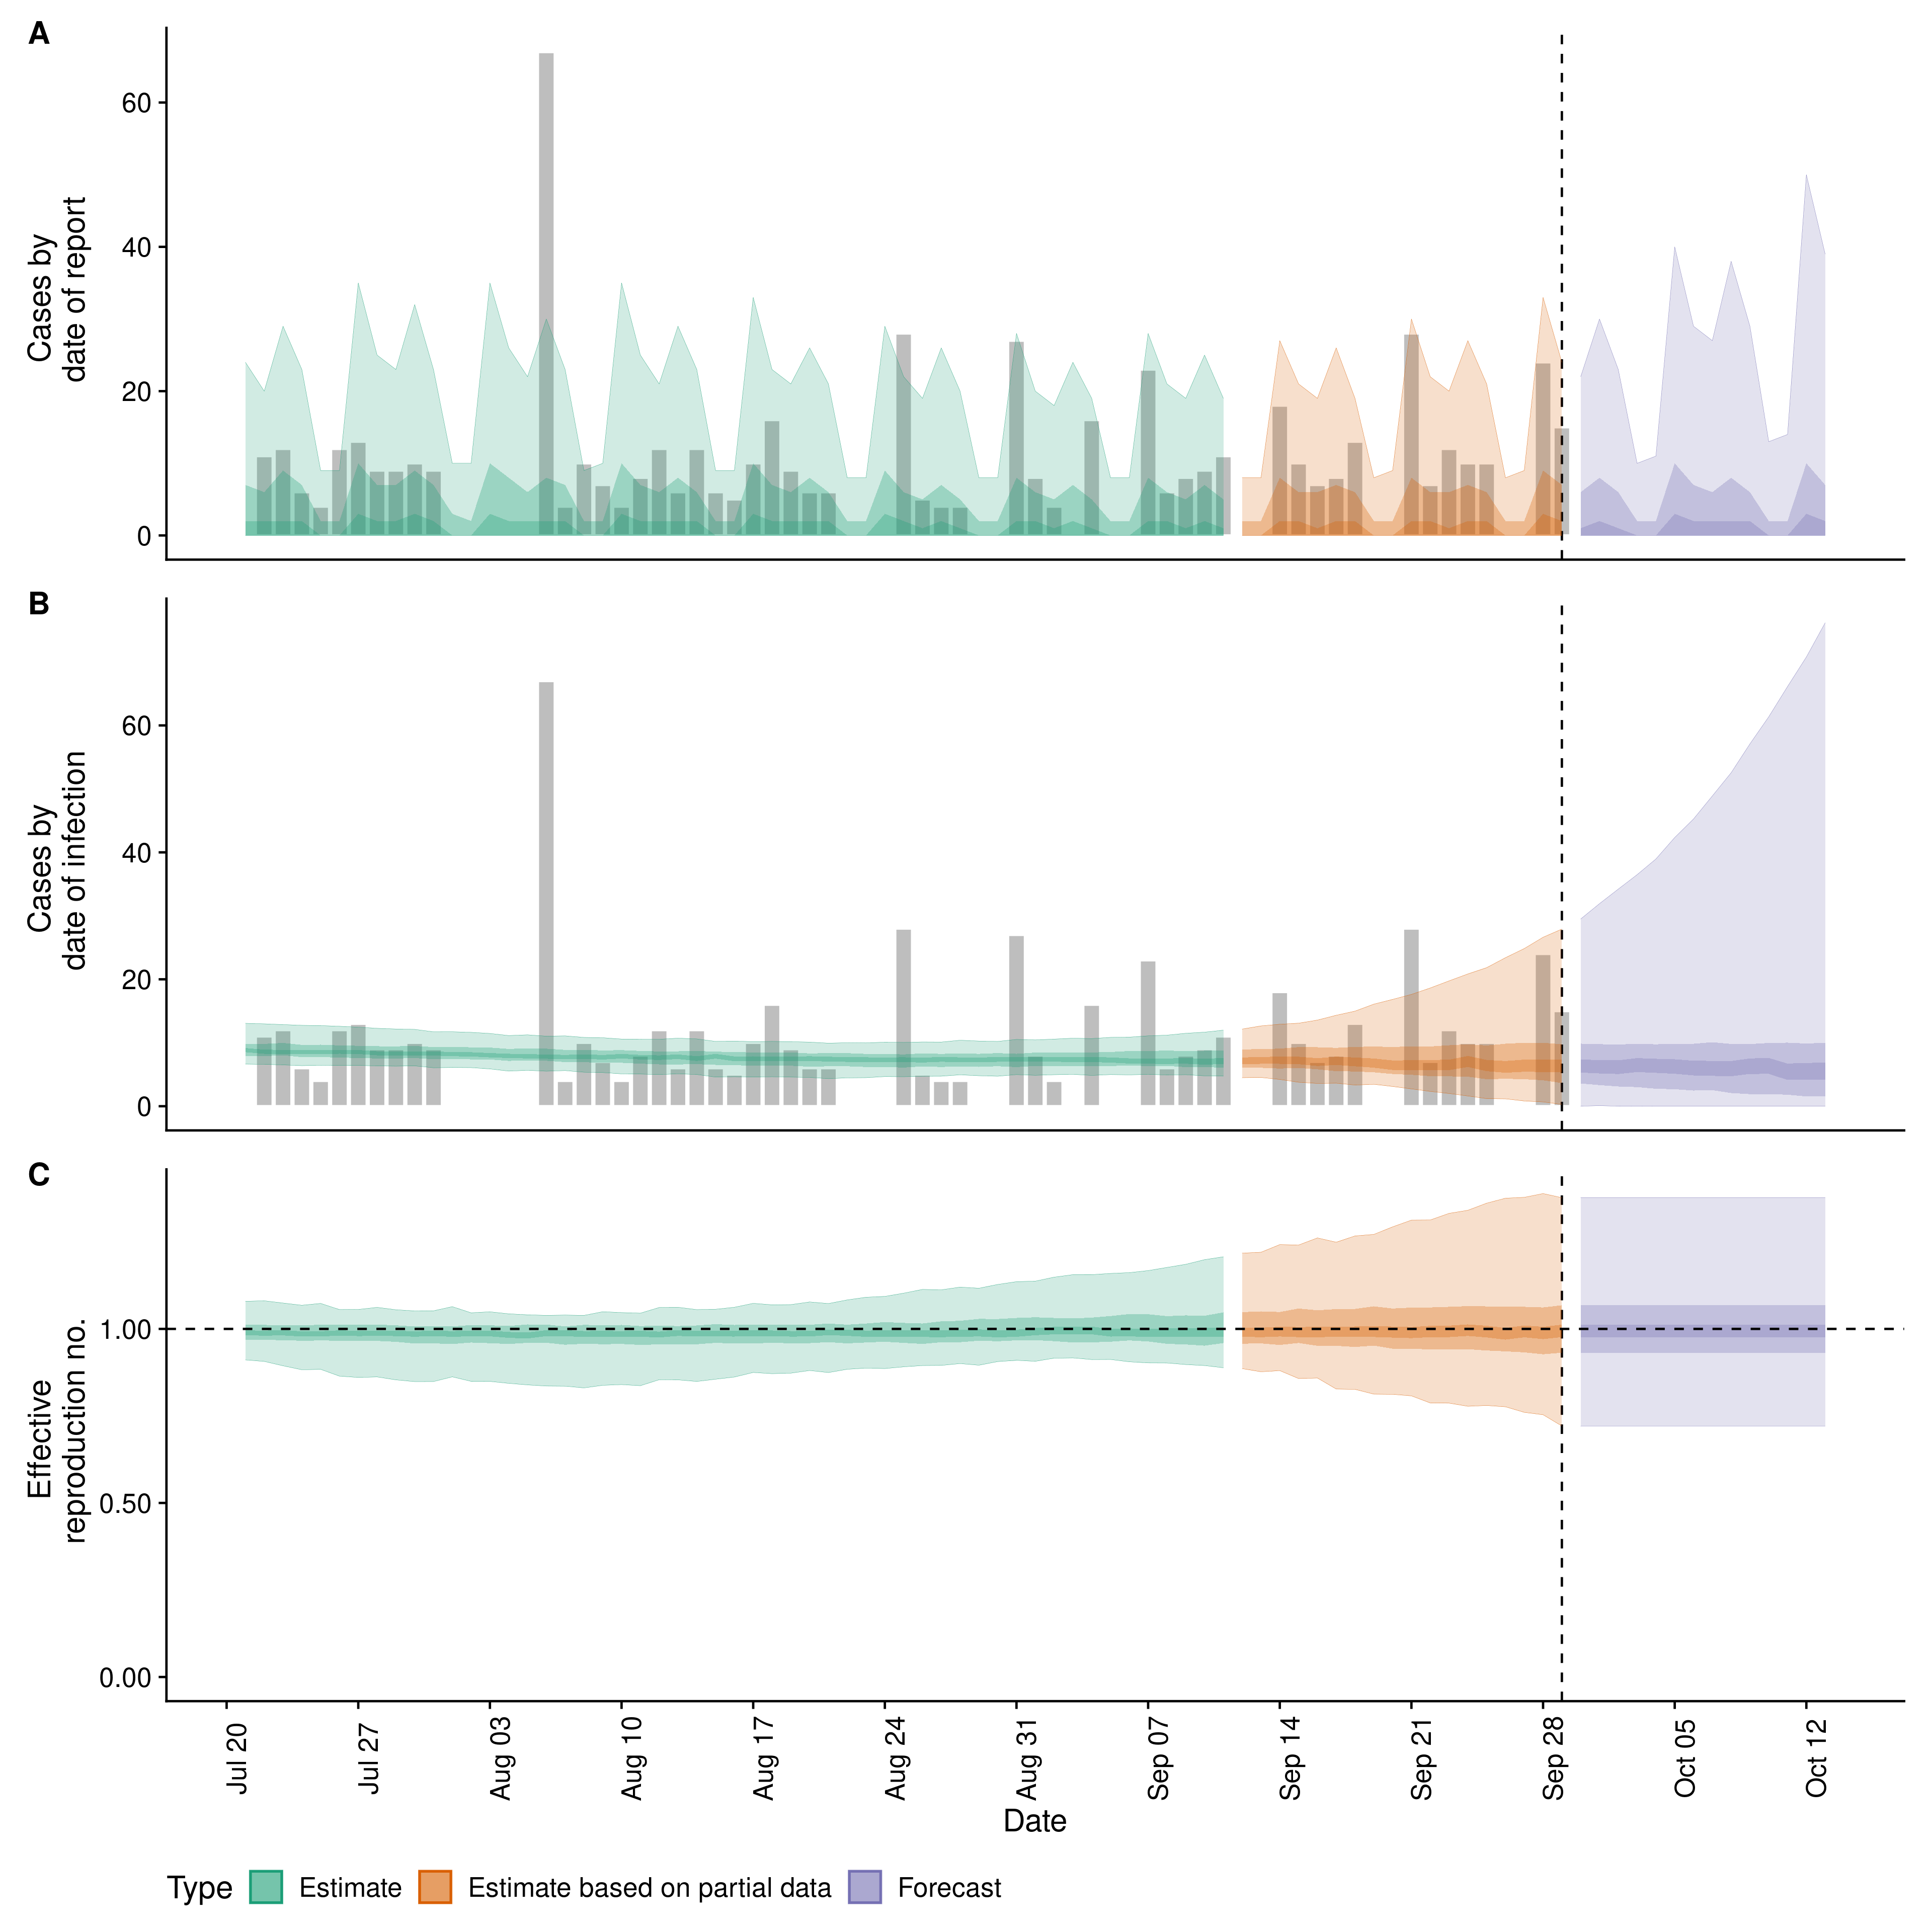 A
Cases by
date of report
60
40
20
0
B
Cases by
date of infection
60
40
20
0
C
Effective
reproduction no.
1.00
0.50
0.00
Jul 20
Jul 27
Aug 03
Aug 10
Aug 17
Aug 24
Aug 31
Sep 07
Sep 14
Sep 21
Sep 28
Oct 05
Oct 12
Date
Type Estimate Estimate based on partial data Forecast